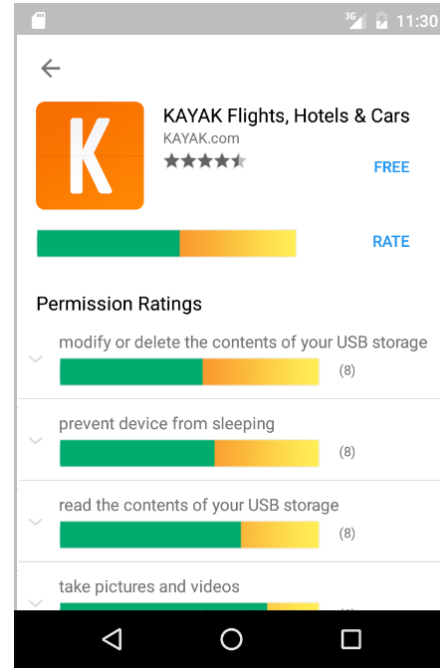 3G 11:30
KAYAK Flights, Hotels & Cars
K
KAYAK.com
FREE
RATE
Permission Ratings
modify or delete the contents of your USB storage
(8)
prevent device from sleeping
(8)
read the contents of your USB storage
(8)
take pictures and videos